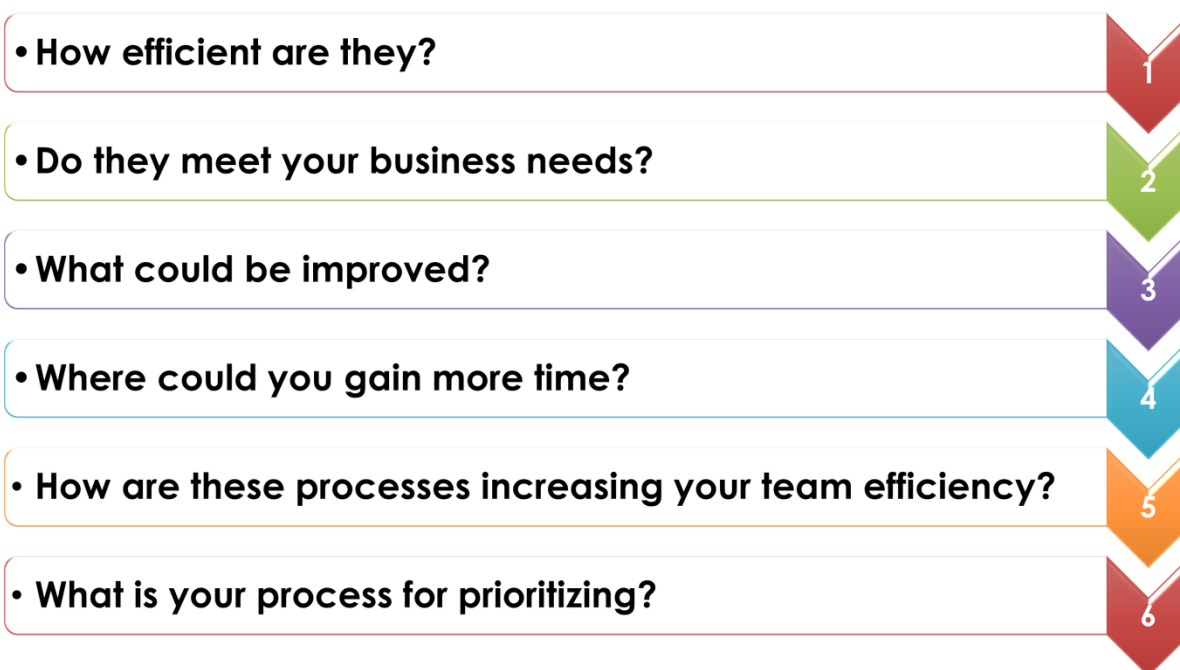 • How efficient are they?
1
• Do they meet your business needs?
2
• What could be improved?
3
• Where could you gain more time?
4
• How are these processes increasing your team efficiency?
5
• What is your process for prioritizing?
6